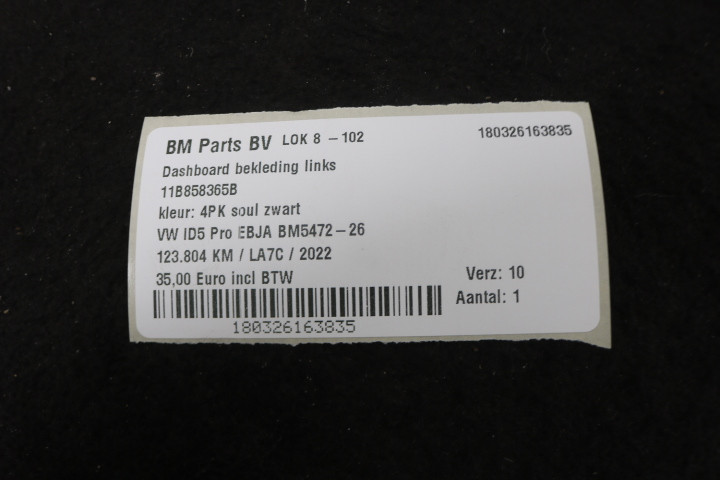 BM Parts BV LOK 8 - 102 180326163835
Dashboard bekleding links
11B858365B
kleur: 4PK soul zwart
VW ID5 Pro EBJA BM5472-26
123.804 KM / LA7C / 2022
35,00 Euro incl BTW Verz: 10
Aantal: 1
180326163835